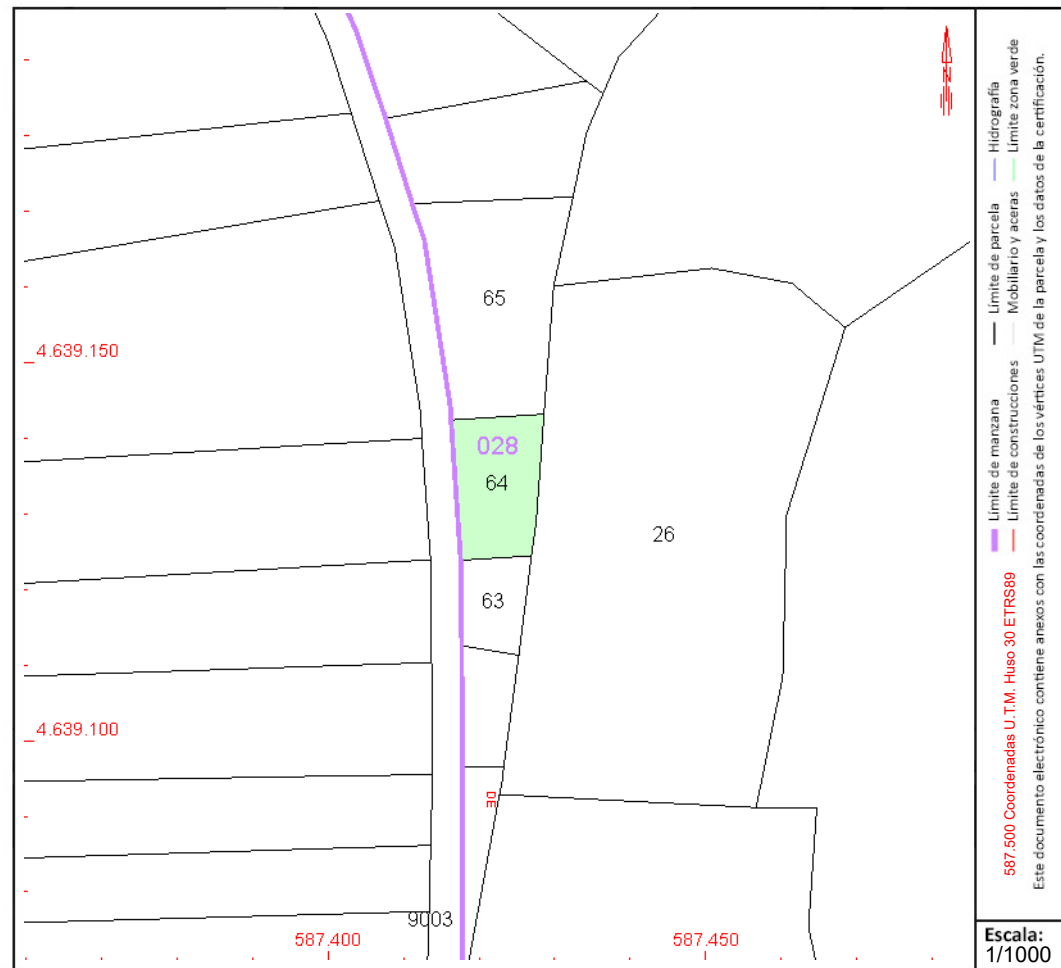 N
65
4.639.150
028
64
26
63
4.639.100
DE
9003
587.400
587.450
Límite de manzana
Límite de parcela
Hidrografía
Límite de construcciones
Mobiliario y aceras
Límite zona verde
587.500 Coordenadas U.T.M. Huso 30 ETRS89
Este documento electrónico contiene anexos con las coordenadas de los vértices UTM de la parcela y los datos de la certificación.
Escala:
1/1000